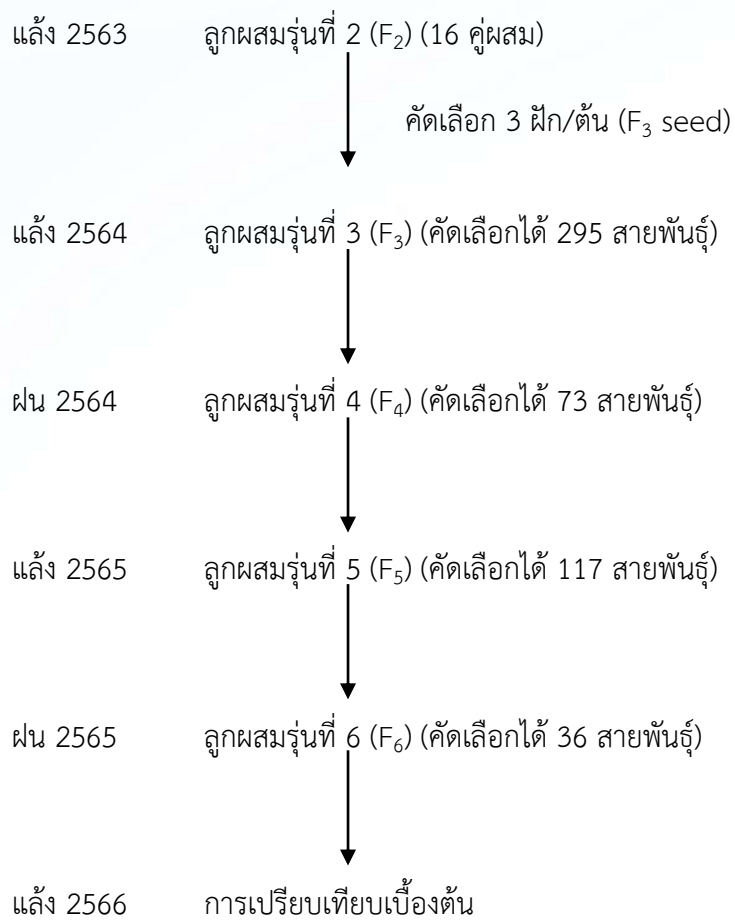 แล้ง 2563 ลูกผสมรุ่นที่ 2 (F₂) (16 คู่ผสม)
คัดเลือก 3 ฝัก/ต้น (F₃ seed)
แล้ง 2564 ลูกผสมรุ่นที่ 3 (F₃) (คัดเลือกได้ 295 สายพันธุ์)
ฝน 2564 ลูกผสมรุ่นที่ 4 (F₄) (คัดเลือกได้ 73 สายพันธุ์)
แล้ง 2565 ลูกผสมรุ่นที่ 5 (F₅) (คัดเลือกได้ 117 สายพันธุ์)
ฝน 2565 ลูกผสมรุ่นที่ 6 (F₆) (คัดเลือกได้ 36 สายพันธุ์)
แล้ง 2566 การเปรียบเทียบเบื้องต้น